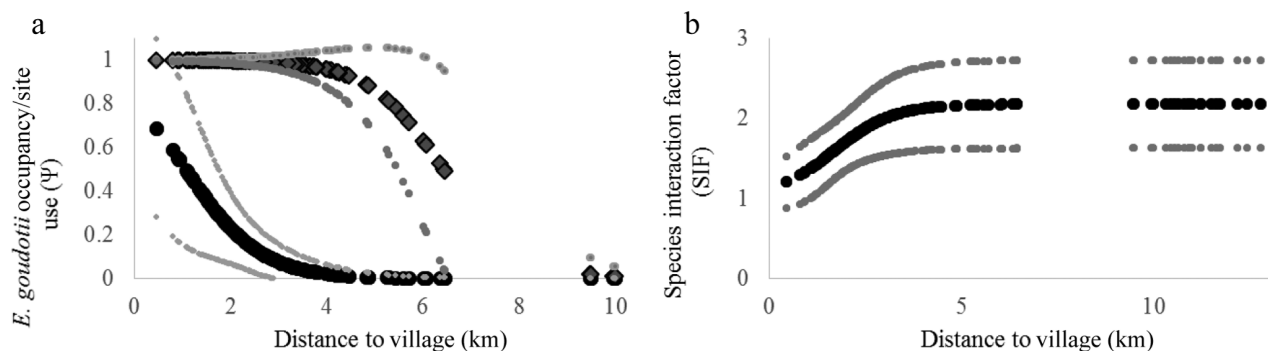 a
E. goudotii occupancy/site
use (Ψ)
1
0.8
0.6
0.4
0.2
0
0 2 4 6 8 10
Distance to village (km)
b
Species interaction factor
(SIF)
3
2
1
0
0 5 10
Distance to village (km)